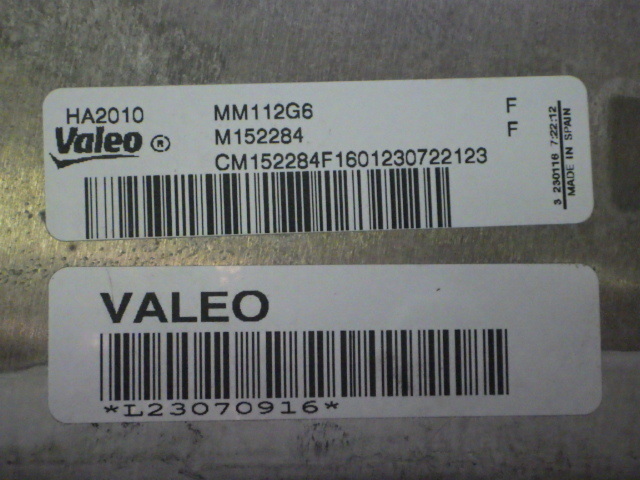 HA2010
MM112G6
F
Valeo ®
M152284
F
CM152284F1601230722123
3 230116 7:22:12
MADE IN SPAIN
VALEO
*L23070916*